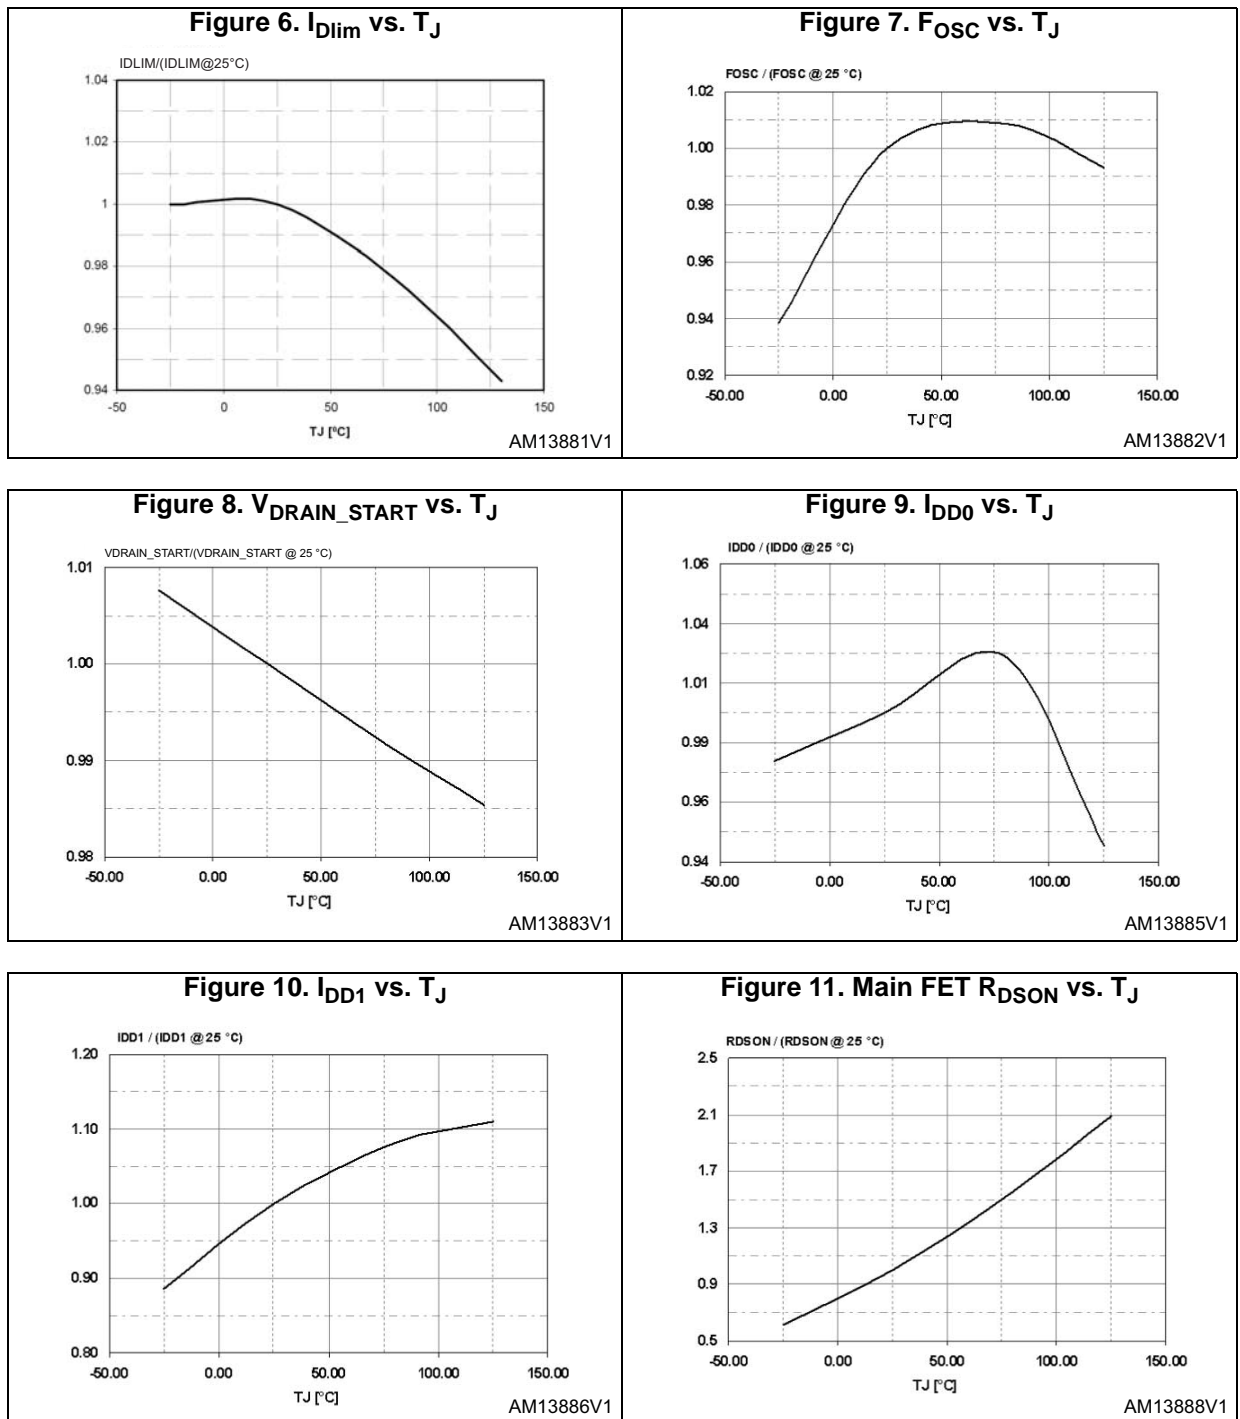 Figure 6. IDlim vs. TJ
IDLIM/(IDLIM@25°C)
1.04
1.02
1
0.98
0.96
0.94
-50 0 50 100 150
TJ [°C]
AM13881V1
Figure 7. FOSC vs. TJ
FOSC / (FOSC @ 25 °C)
1.02
1.00
0.98
0.96
0.94
0.92
-50.00 0.00 50.00 100.00 150.00
TJ [°C]
AM13882V1
Figure 8. VDRAIN_START vs. TJ
VDRAIN_START/(VDRAIN_START @ 25 °C)
1.01
1.00
0.99
0.98
-50.00 0.00 50.00 100.00 150.00
TJ [°C]
AM13883V1
Figure 9. IDD0 vs. TJ
IDD0 / (IDD0 @ 25 °C)
1.06
1.04
1.01
0.99
0.96
0.94
-50.00 0.00 50.00 100.00 150.00
TJ [°C]
AM13885V1
Figure 10. IDD1 vs. TJ
IDD1 / (IDD1 @ 25 °C)
1.20
1.10
1.00
0.90
0.80
-50.00 0.00 50.00 100.00 150.00
TJ [°C]
AM13886V1
Figure 11. Main FET RDSON vs. TJ
RDSON / (RDSON @ 25 °C)
2.5
2.1
1.7
1.3
0.9
0.5
-50.00 0.00 50.00 100.00 150.00
TJ [°C]
AM13888V1